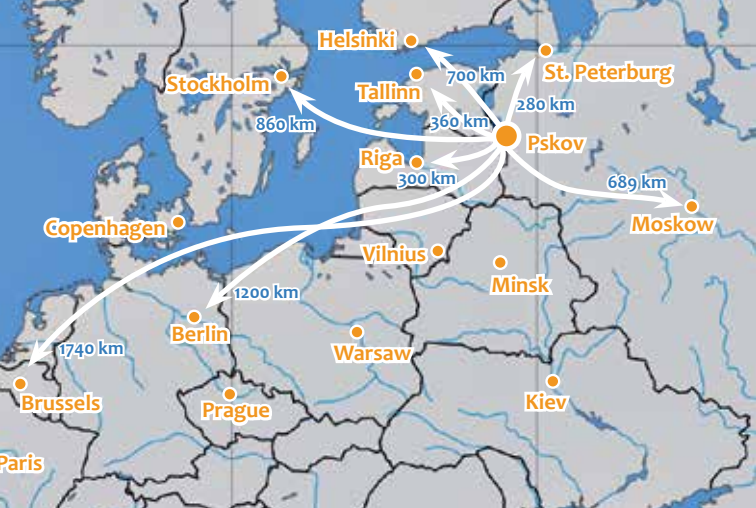 Helsinki
St. Peterburg
700 km
Stockholm
Tallinn
280 km
860 km
360 km
Pskov
Riga
300 km
689 km
Moskow
Copenhagen
Vilnius
Minsk
1200 km
Berlin
1740 km
Warsaw
Brussels
Prague
Kiev
Paris